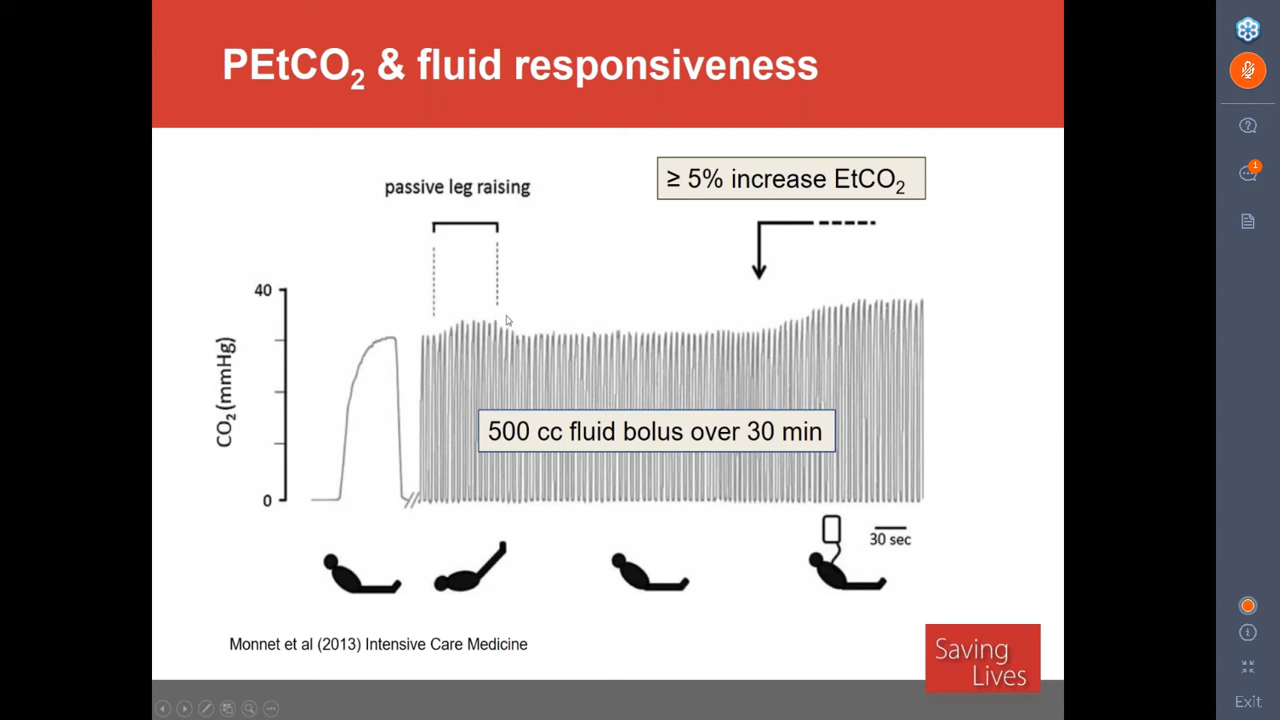 PEtCO₂ & fluid responsiveness
≥ 5% increase EtCO₂
passive leg raising
40
CO₂ (mmHg)
500 cc fluid bolus over 30 min
0
30 sec
Monnet et al (2013) Intensive Care Medicine
Saving
Lives
1
Exit